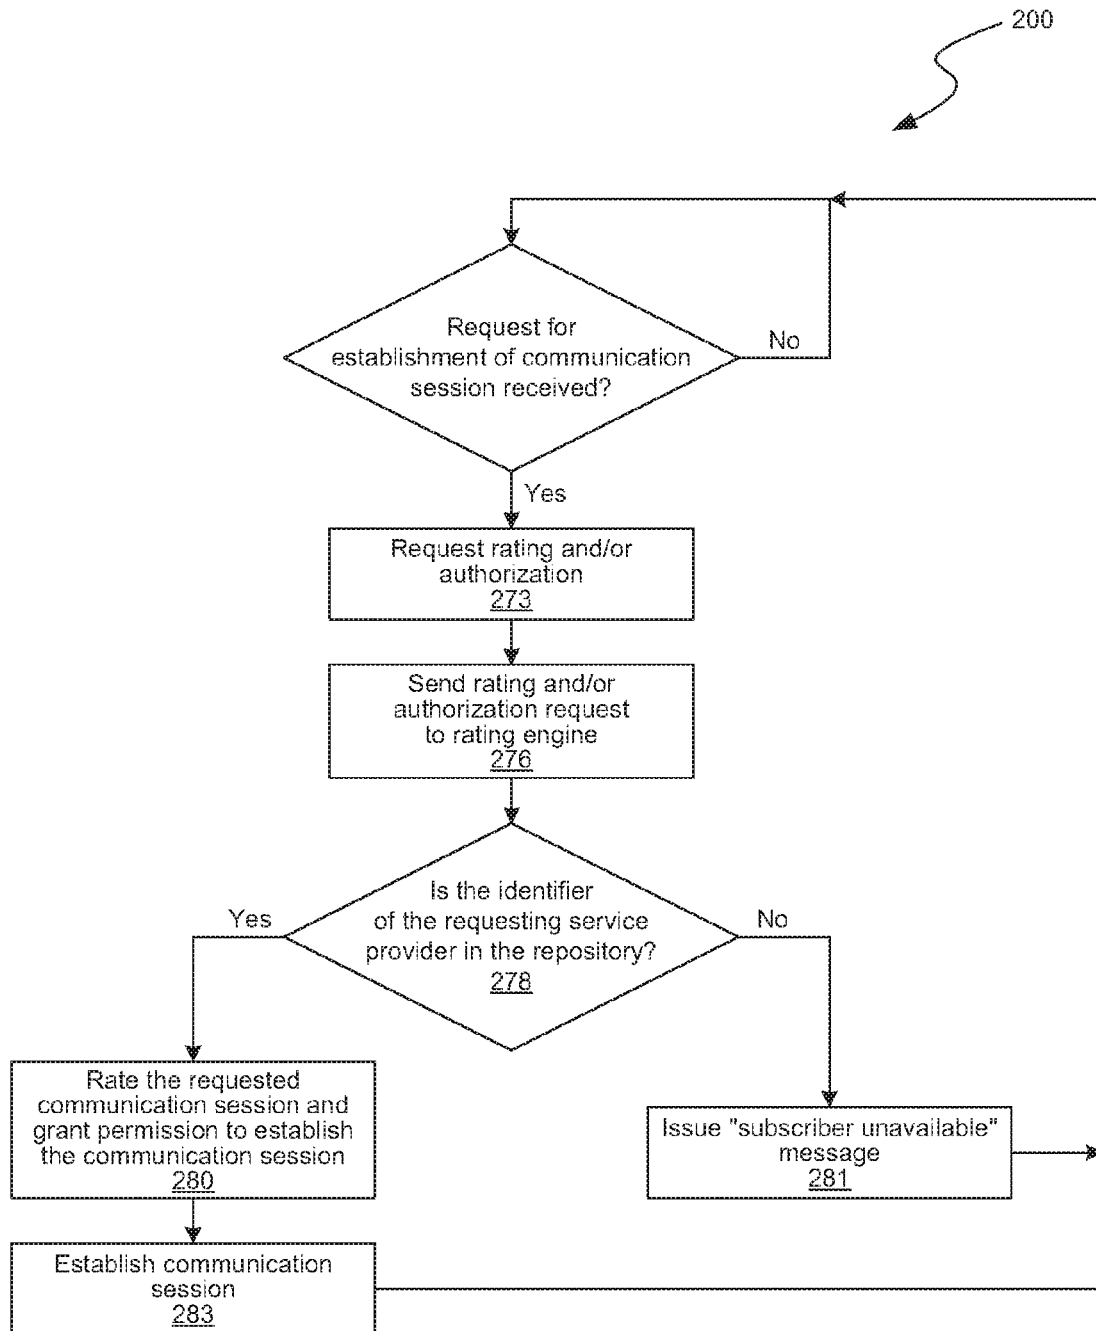 200
Request for
establishment of communication
session received?
No
Yes
Request rating and/or
authorization
273
Send rating and/or
authorization request
to rating engine
276
Is the identifier
of the requesting service
provider in the repository?
278
Yes
No
Rate the requested
communication session and
grant permission to establish
the communication session
280
Issue "subscriber unavailable"
message
281
Establish communication
session
283